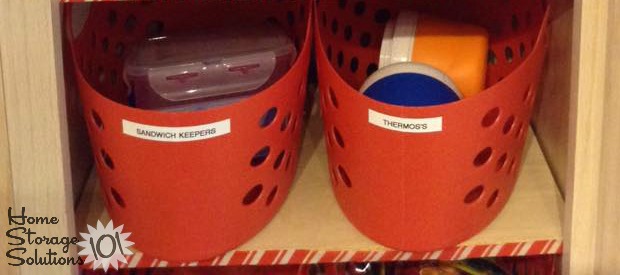 SANDWICH KEEPERS
THERMOS'S
Home
Storage
Solutions 101